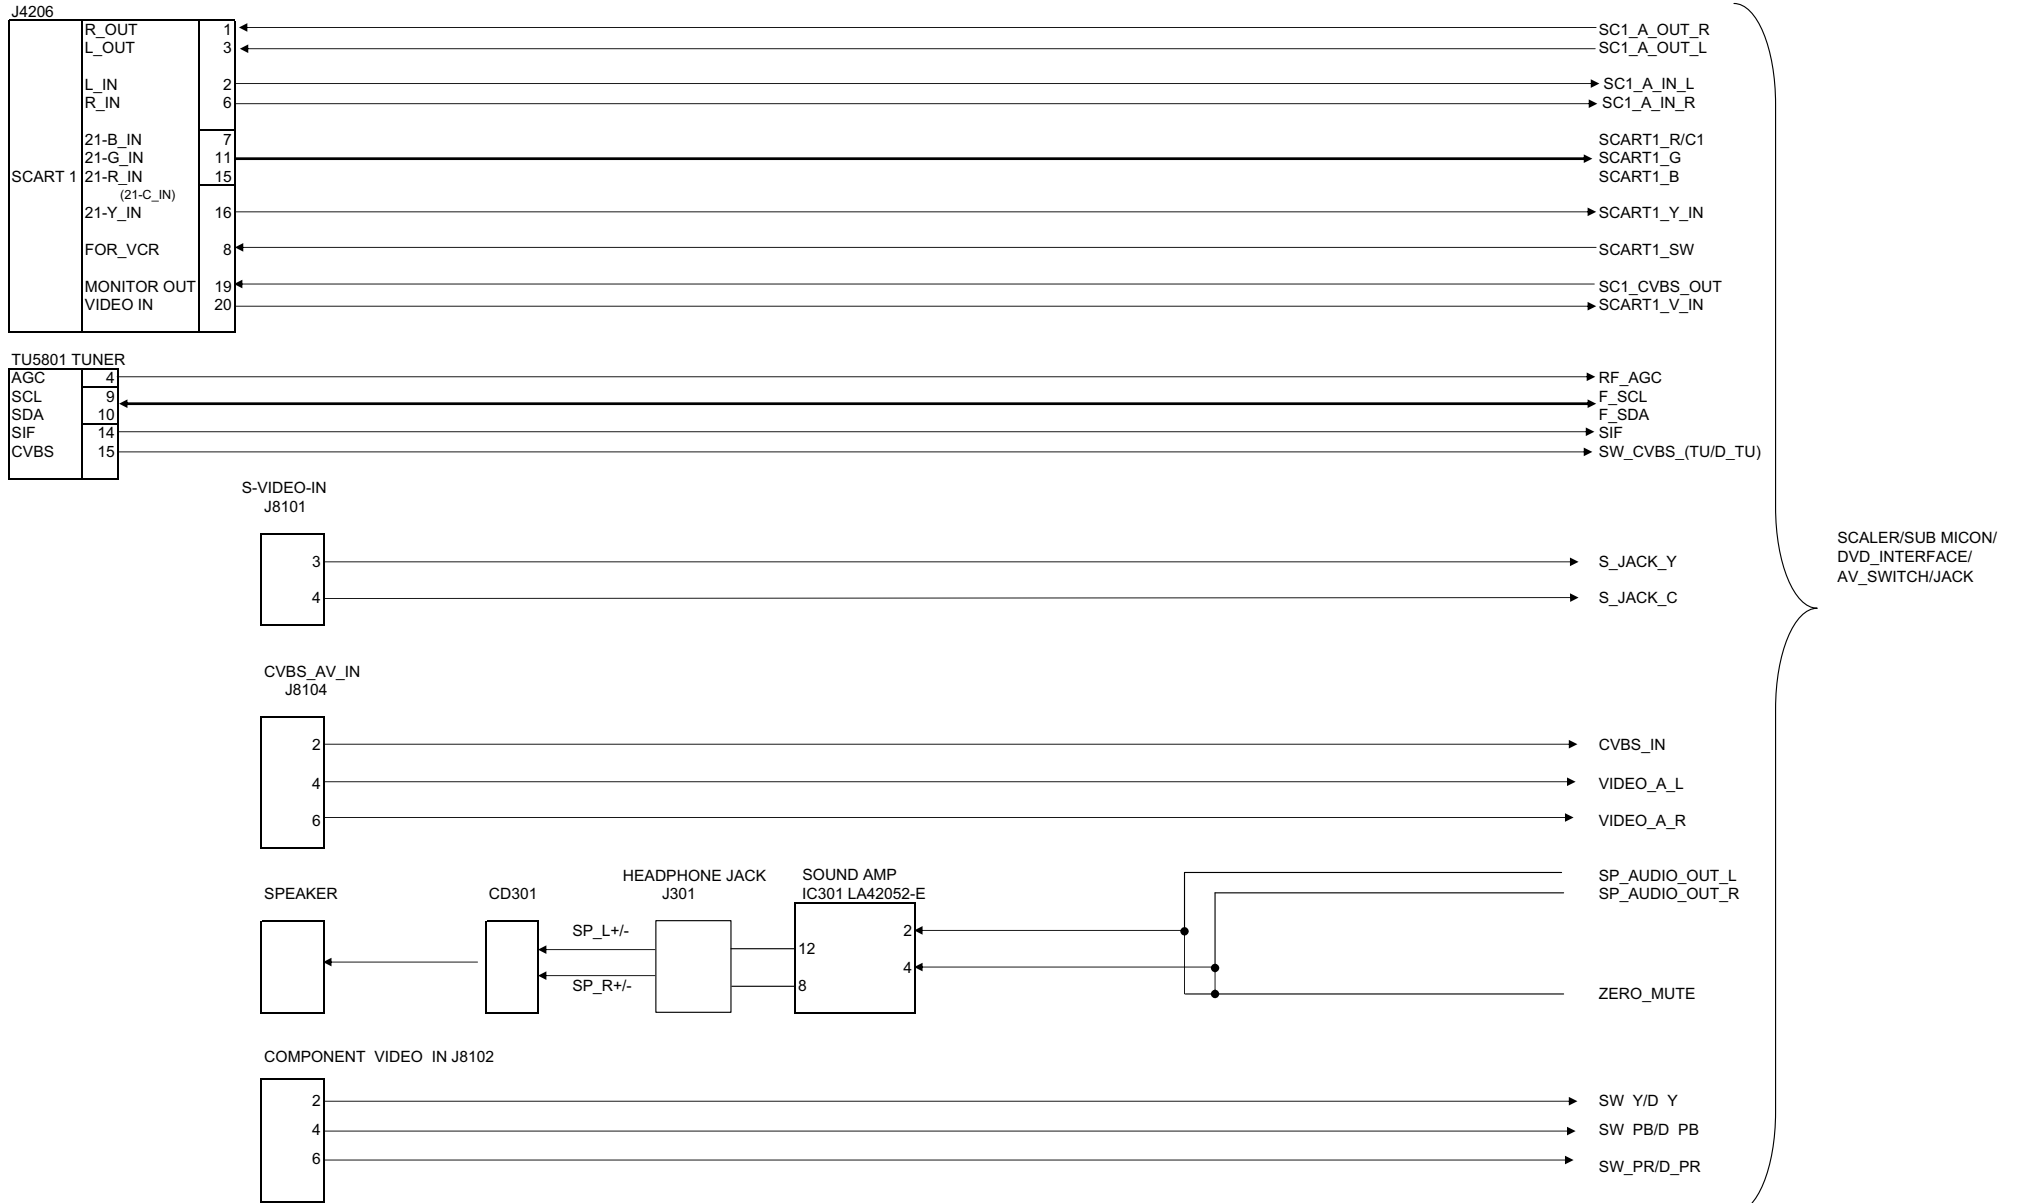 J4206
R_OUT 1 SC1_A_OUT_R
L_OUT 3 SC1_A_OUT_L
L_IN 2 SC1_A_IN_L
R_IN 6 SC1_A_IN_R
21-B_IN 7 SCART1_R/C1
21-G_IN 11 SCART1_G
SCART 1 21-R_IN 15 SCART1_B
(21-C_IN)
21-Y_IN 16 SCART1_Y_IN
FOR_VCR 8 SCART1_SW
MONITOR OUT 19 SC1_CVBS_OUT
VIDEO IN 20 SCART1_V_IN
TU5801 TUNER
AGC 4 RF_AGC
SCL 9 F_SCL
SDA 10 F_SDA
SIF 14 SIF
CVBS 15 SW_CVBS_(TU/D_TU)
S-VIDEO-IN
J8101
3 S_JACK_Y
4 S_JACK_C
SCALER/SUB MICON/
DVD_INTERFACE/
AV_SWITCH/JACK
CVBS_AV_IN
J8104
2 CVBS_IN
4 VIDEO_A_L
6 VIDEO_A_R
SPEAKER
CD301
SP_L+/-
SP_R+/-
HEADPHONE JACK
J301
SOUND AMP
IC301 LA42052-E
2
12
4
8
SP_AUDIO_OUT_L
SP_AUDIO_OUT_R
ZERO_MUTE
COMPONENT VIDEO IN J8102
2 SW Y/D Y
4 SW PB/D PB
6 SW_PR/D_PR